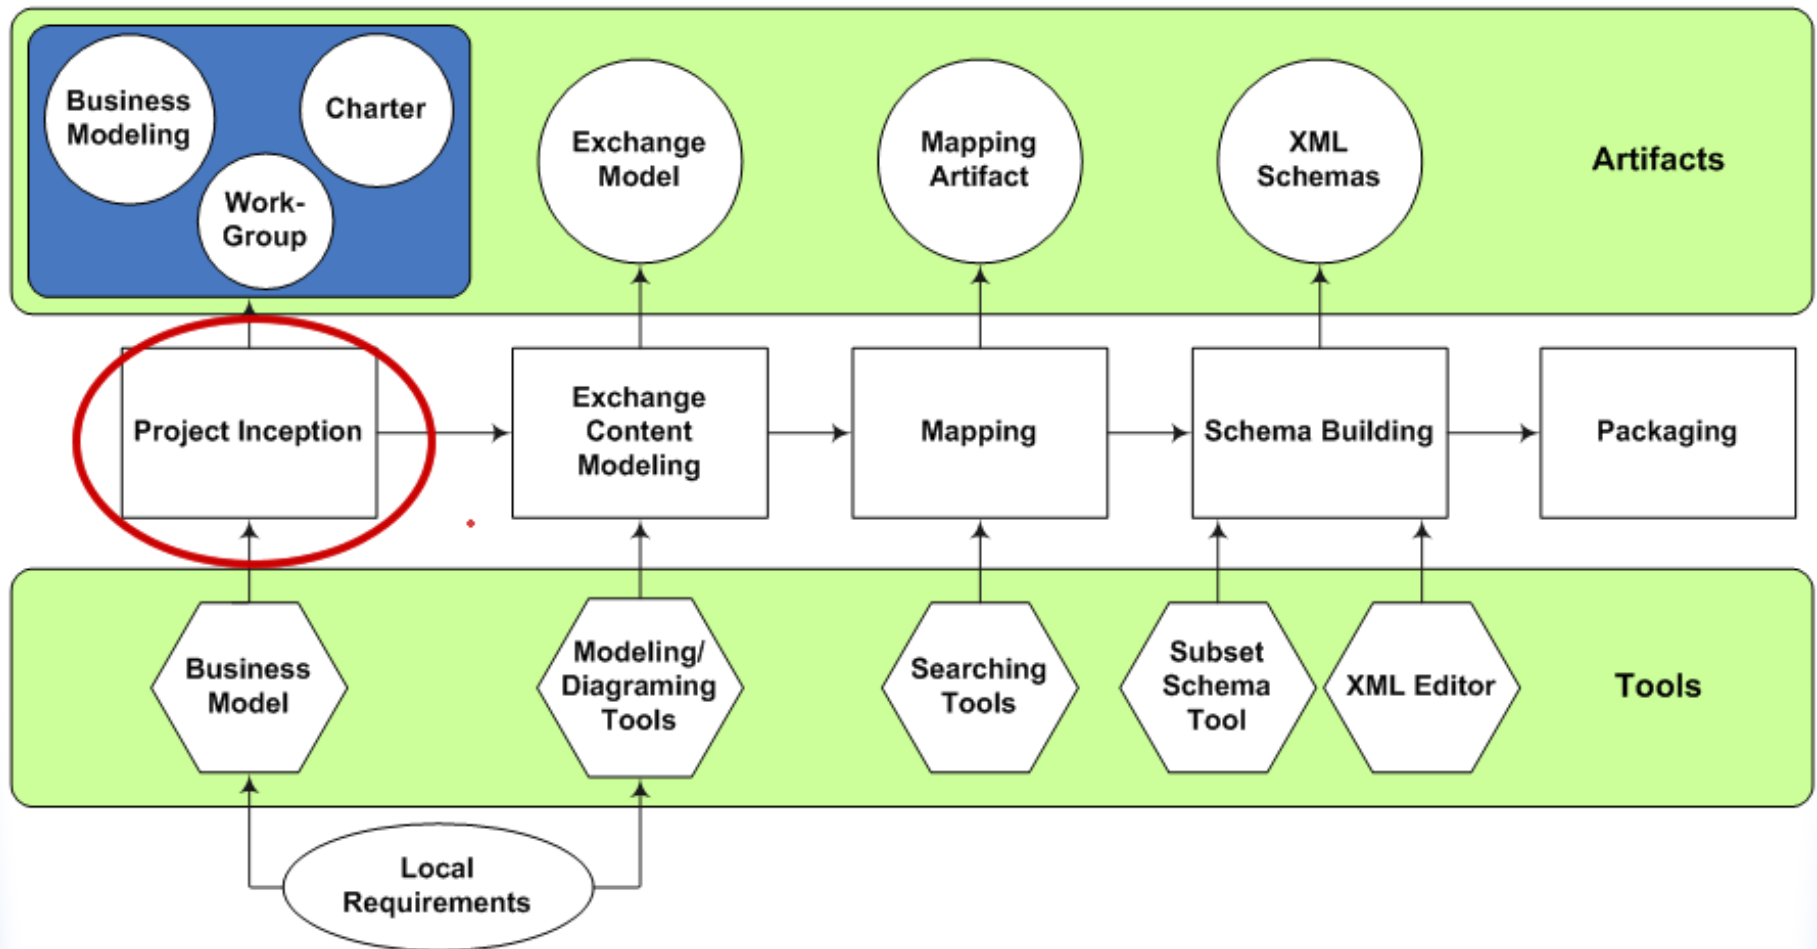 Business
Modeling
Charter
Work-
Group
Exchange
Model
Mapping
Artifact
XML
Schemas
Artifacts
Project Inception
Exchange
Content
Modeling
Mapping
Schema Building
Packaging
Business
Model
Modeling/
Diagraming
Tools
Searching
Tools
Subset
Schema
Tool
XML Editor
Tools
Local
Requirements